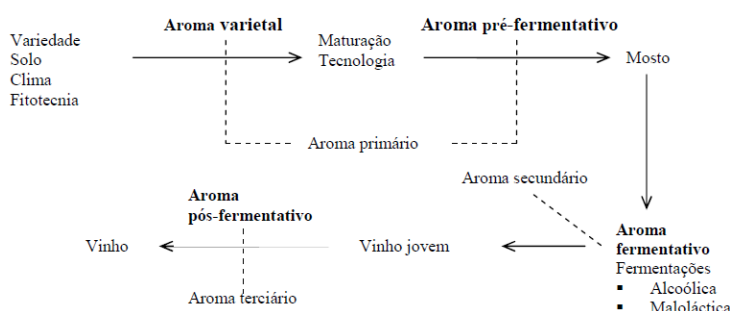 Aroma varietal
Aroma pré-fermentativo
Variedade
Solo
Clima
Fitotecnia
Maturação
Tecnologia
Mosto
Aroma primário
Aroma secundário
Aroma
pós-fermentativo
Aroma
fermentativo
Fermentações
▪ Alcoólica
▪ Maloláctica
Vinho jovem
Vinho
Aroma terciário